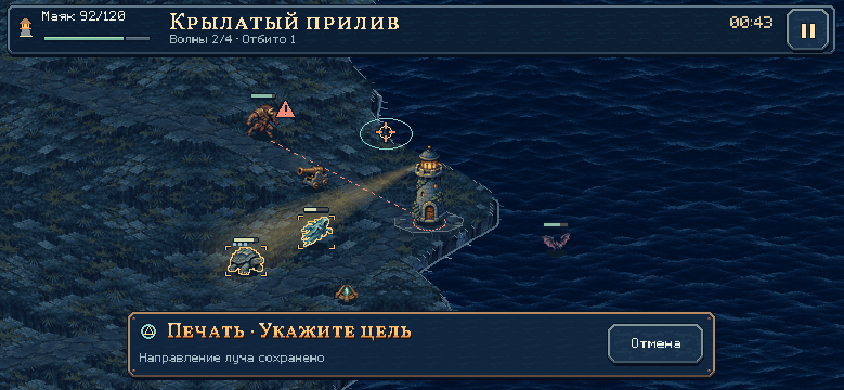 Маяк 92/120
Крылатый прилив
Волны 2/4 · Отбито 1
00:43
Печать · Укажите цель
Направление луча сохранено
Отмена